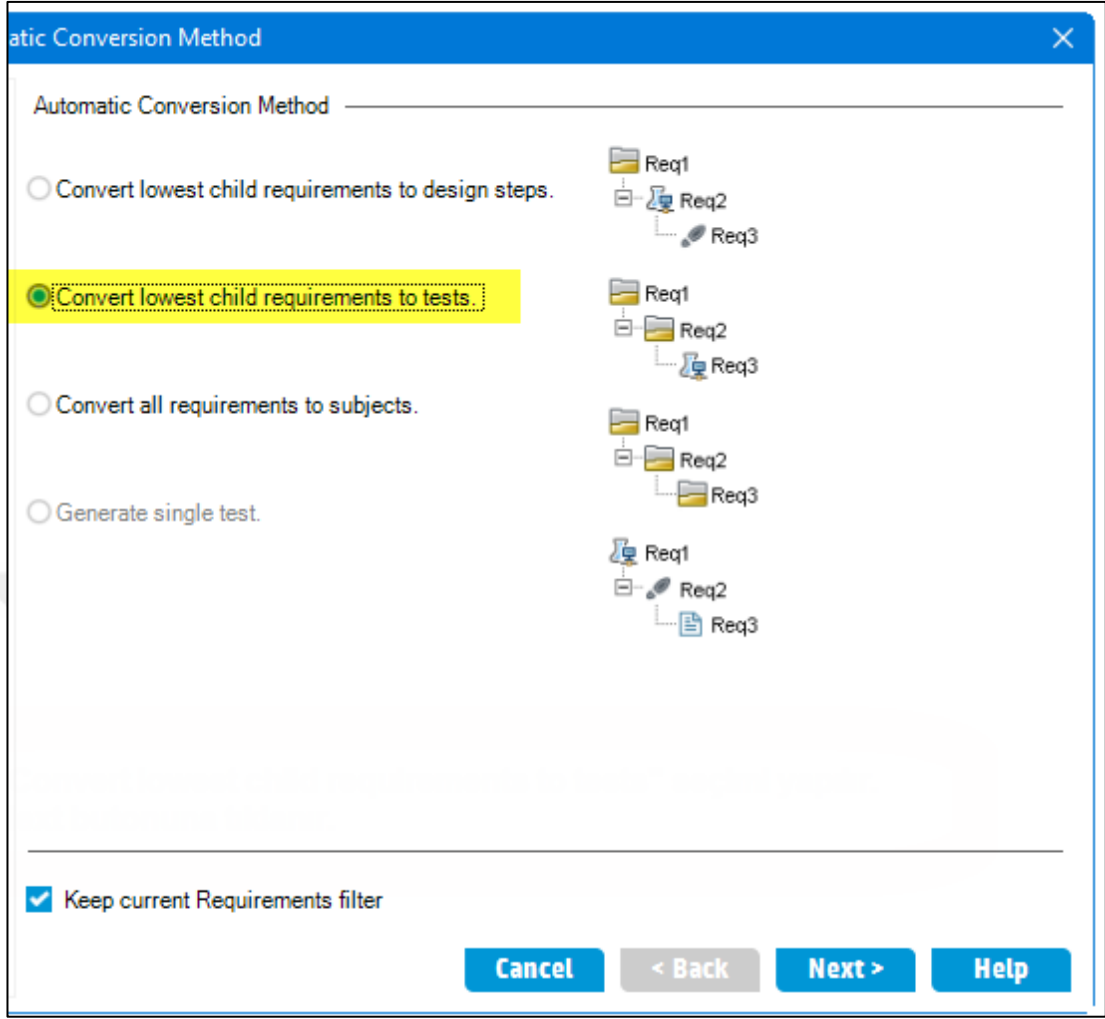 atic Conversion Method
Automatic Conversion Method
Convert lowest child requirements to design steps.
Req1
Req2
Req3
Convert lowest child requirements to tests.
Req1
Req2
Req3
Convert all requirements to subjects.
Req1
Req2
Req3
Generate single test.
Req1
Req2
Req3
Keep current Requirements filter
Cancel
< Back
Next >
Help